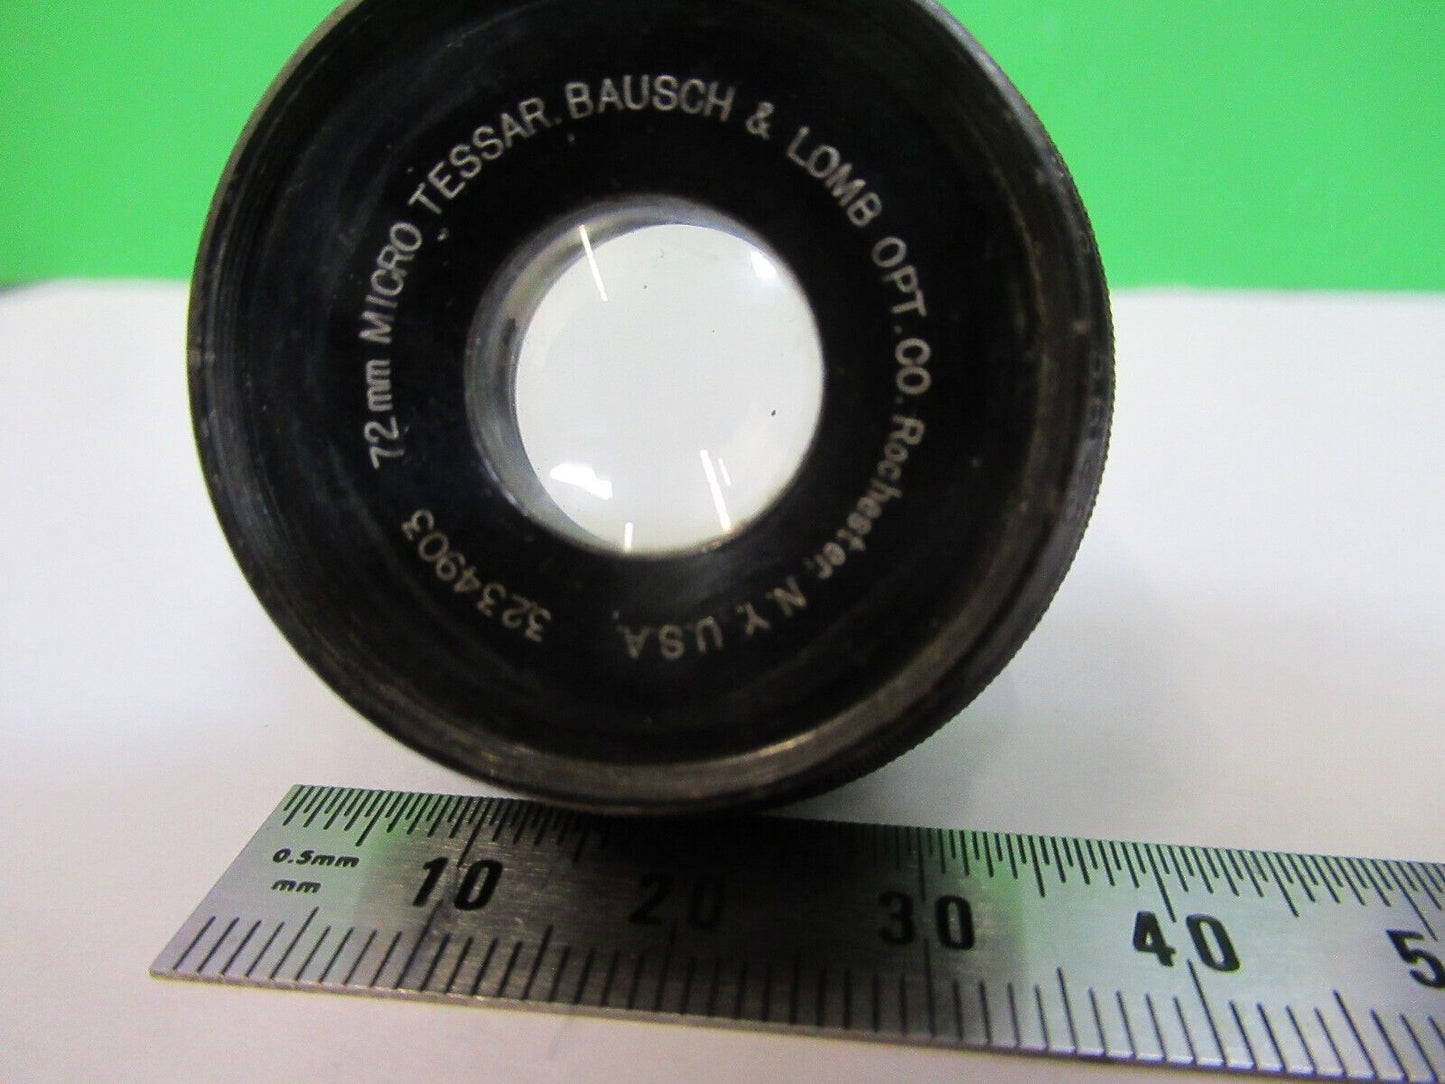 72mm MICRO TESSAR. BAUSCH & LOMB OPT. CO. Rochester, N.Y. U.S.A. 3234903
0.5mm
mm
10 20 30 40